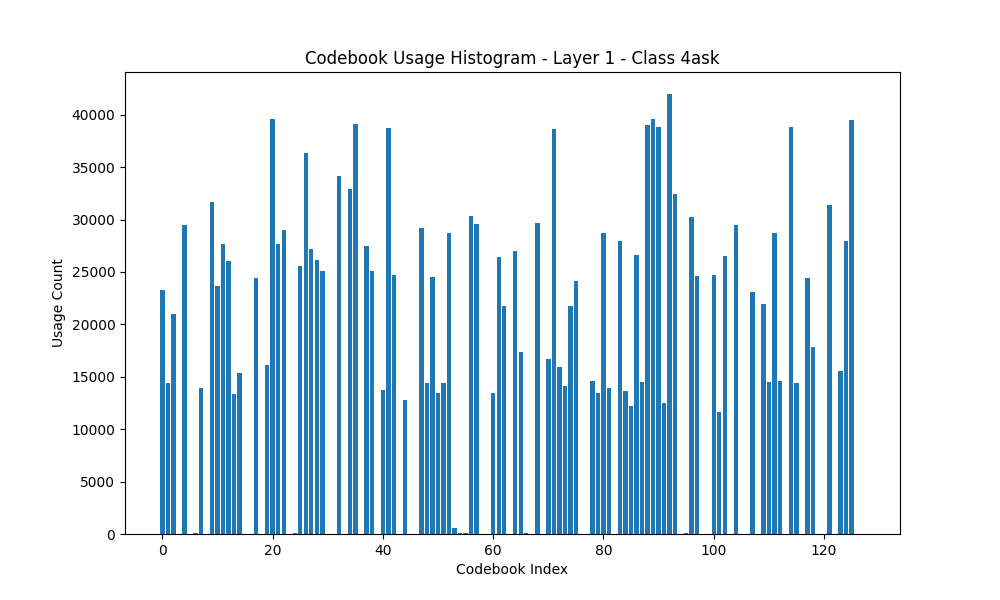 Codebook Usage Histogram - Layer 1 - Class 4ask
Usage Count
40000
35000
30000
25000
20000
15000
10000
5000
0
0 20 40 60 80 100 120
Codebook Index